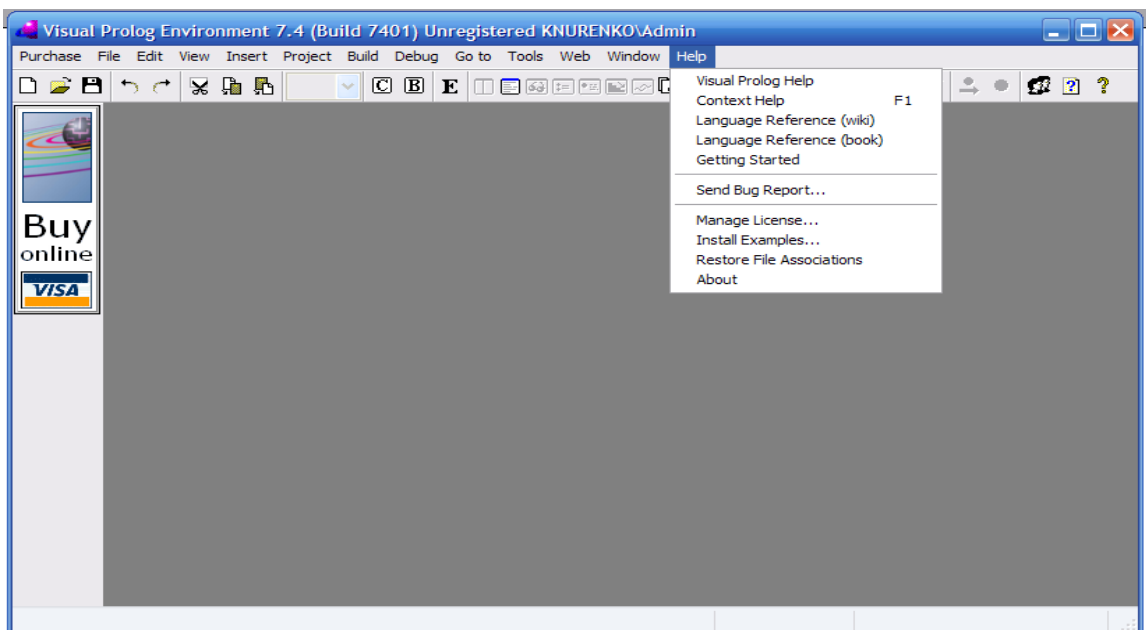 Visual Prolog Environment 7.4 (Build 7401) Unregistered KNURENKO\Admin
Purchase File Edit View Insert Project Build Debug Go to Tools Web Window Help
C B E
Visual Prolog Help
Context Help F1
Language Reference (wiki)
Language Reference (book)
Getting Started
Send Bug Report...
Manage License...
Install Examples...
Restore File Associations
About
Buy
online
VISA